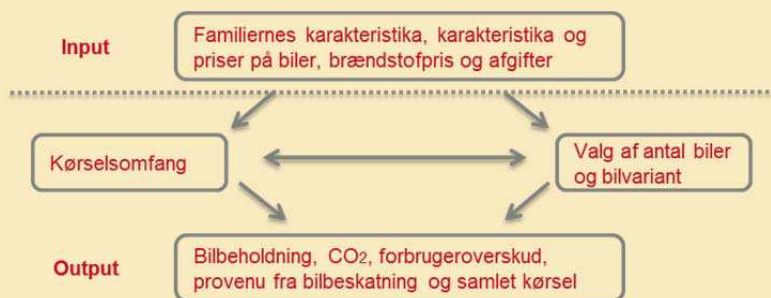 Input
Familiernes karakteristika, karakteristika og
priser på biler, brændstofpris og afgifter
Kørselsomfang
Valg af antal biler
og bilvariant
Output
Bilbeholdning, CO2, forbrugeroverskud,
provenu fra bilbeskatning og samlet kørsel